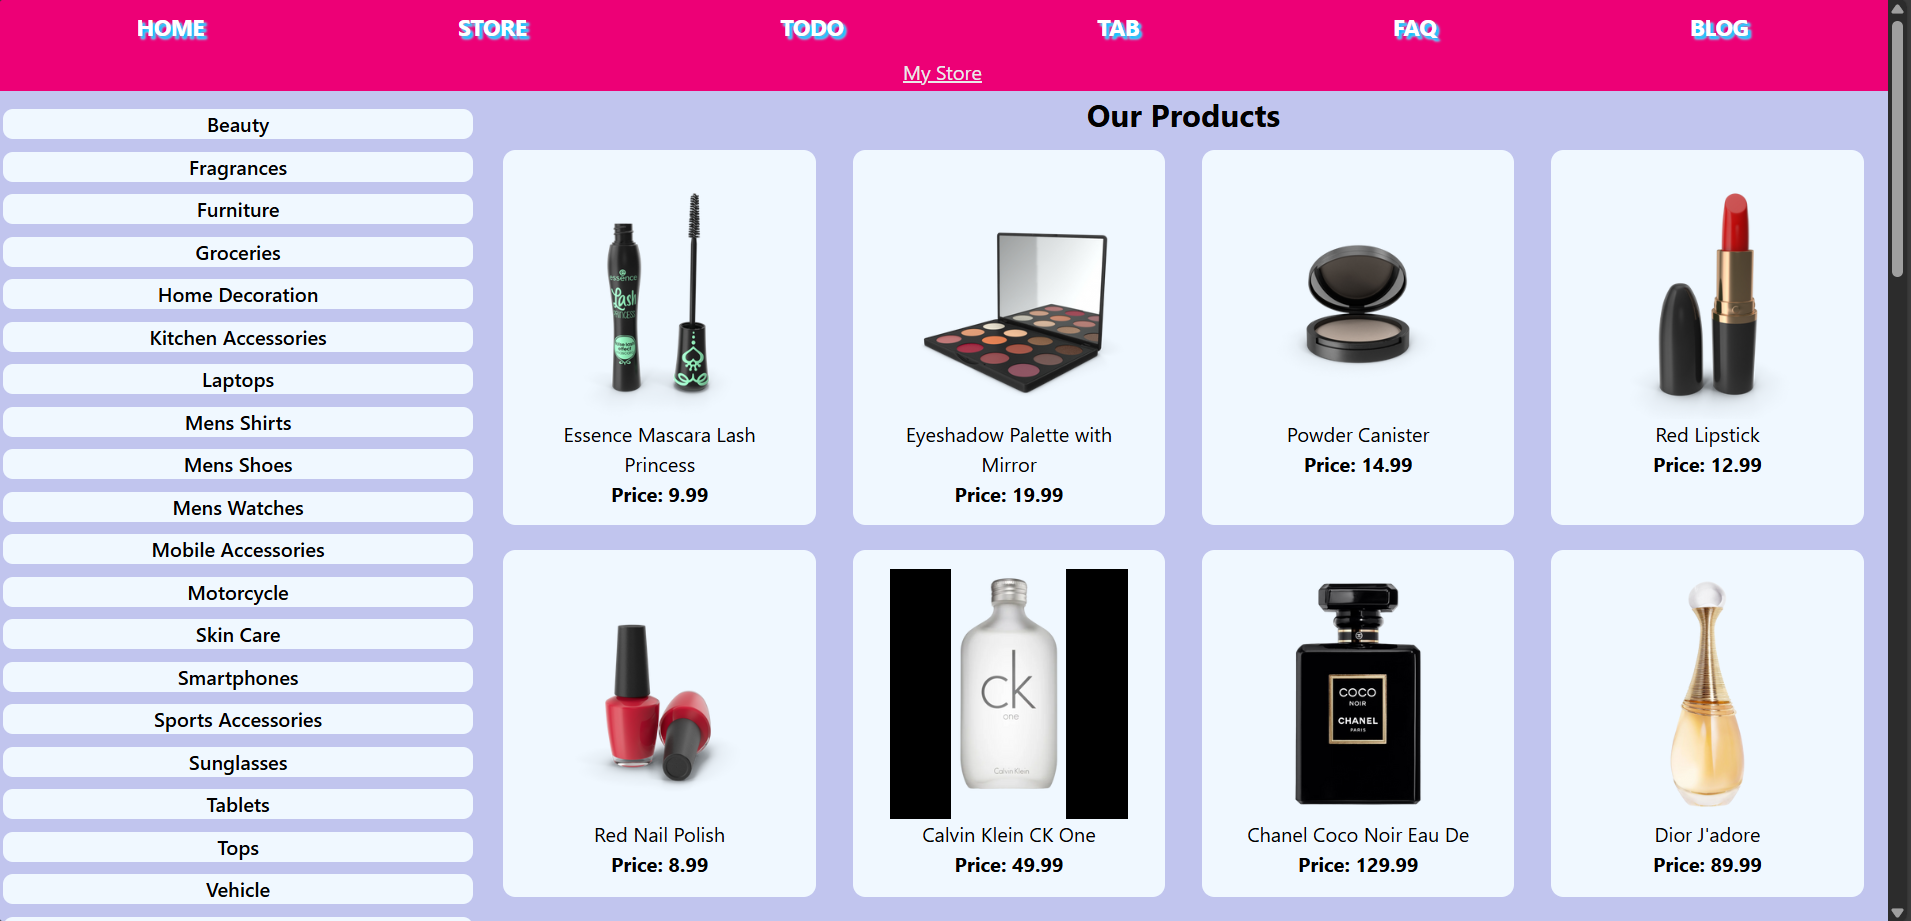 HOME STORE TODO TAB FAQ BLOG
My Store
Beauty
Fragrances
Furniture
Groceries
Home Decoration
Kitchen Accessories
Laptops
Mens Shirts
Mens Shoes
Mens Watches
Mobile Accessories
Motorcycle
Skin Care
Smartphones
Sports Accessories
Sunglasses
Tablets
Tops
Vehicle
Our Products
essence
Lash
PRINCESS
Essence Mascara Lash
Princess
Price: 9.99
Eyeshadow Palette with
Mirror
Price: 19.99
Powder Canister
Price: 14.99
Red Lipstick
Price: 12.99
Red Nail Polish
Price: 8.99
ck
one
Calvin Klein
Calvin Klein CK One
Price: 49.99
COCO
NOIR
CHANEL
PARIS
Chanel Coco Noir Eau De
Price: 129.99
Dior J'adore
Price: 89.99